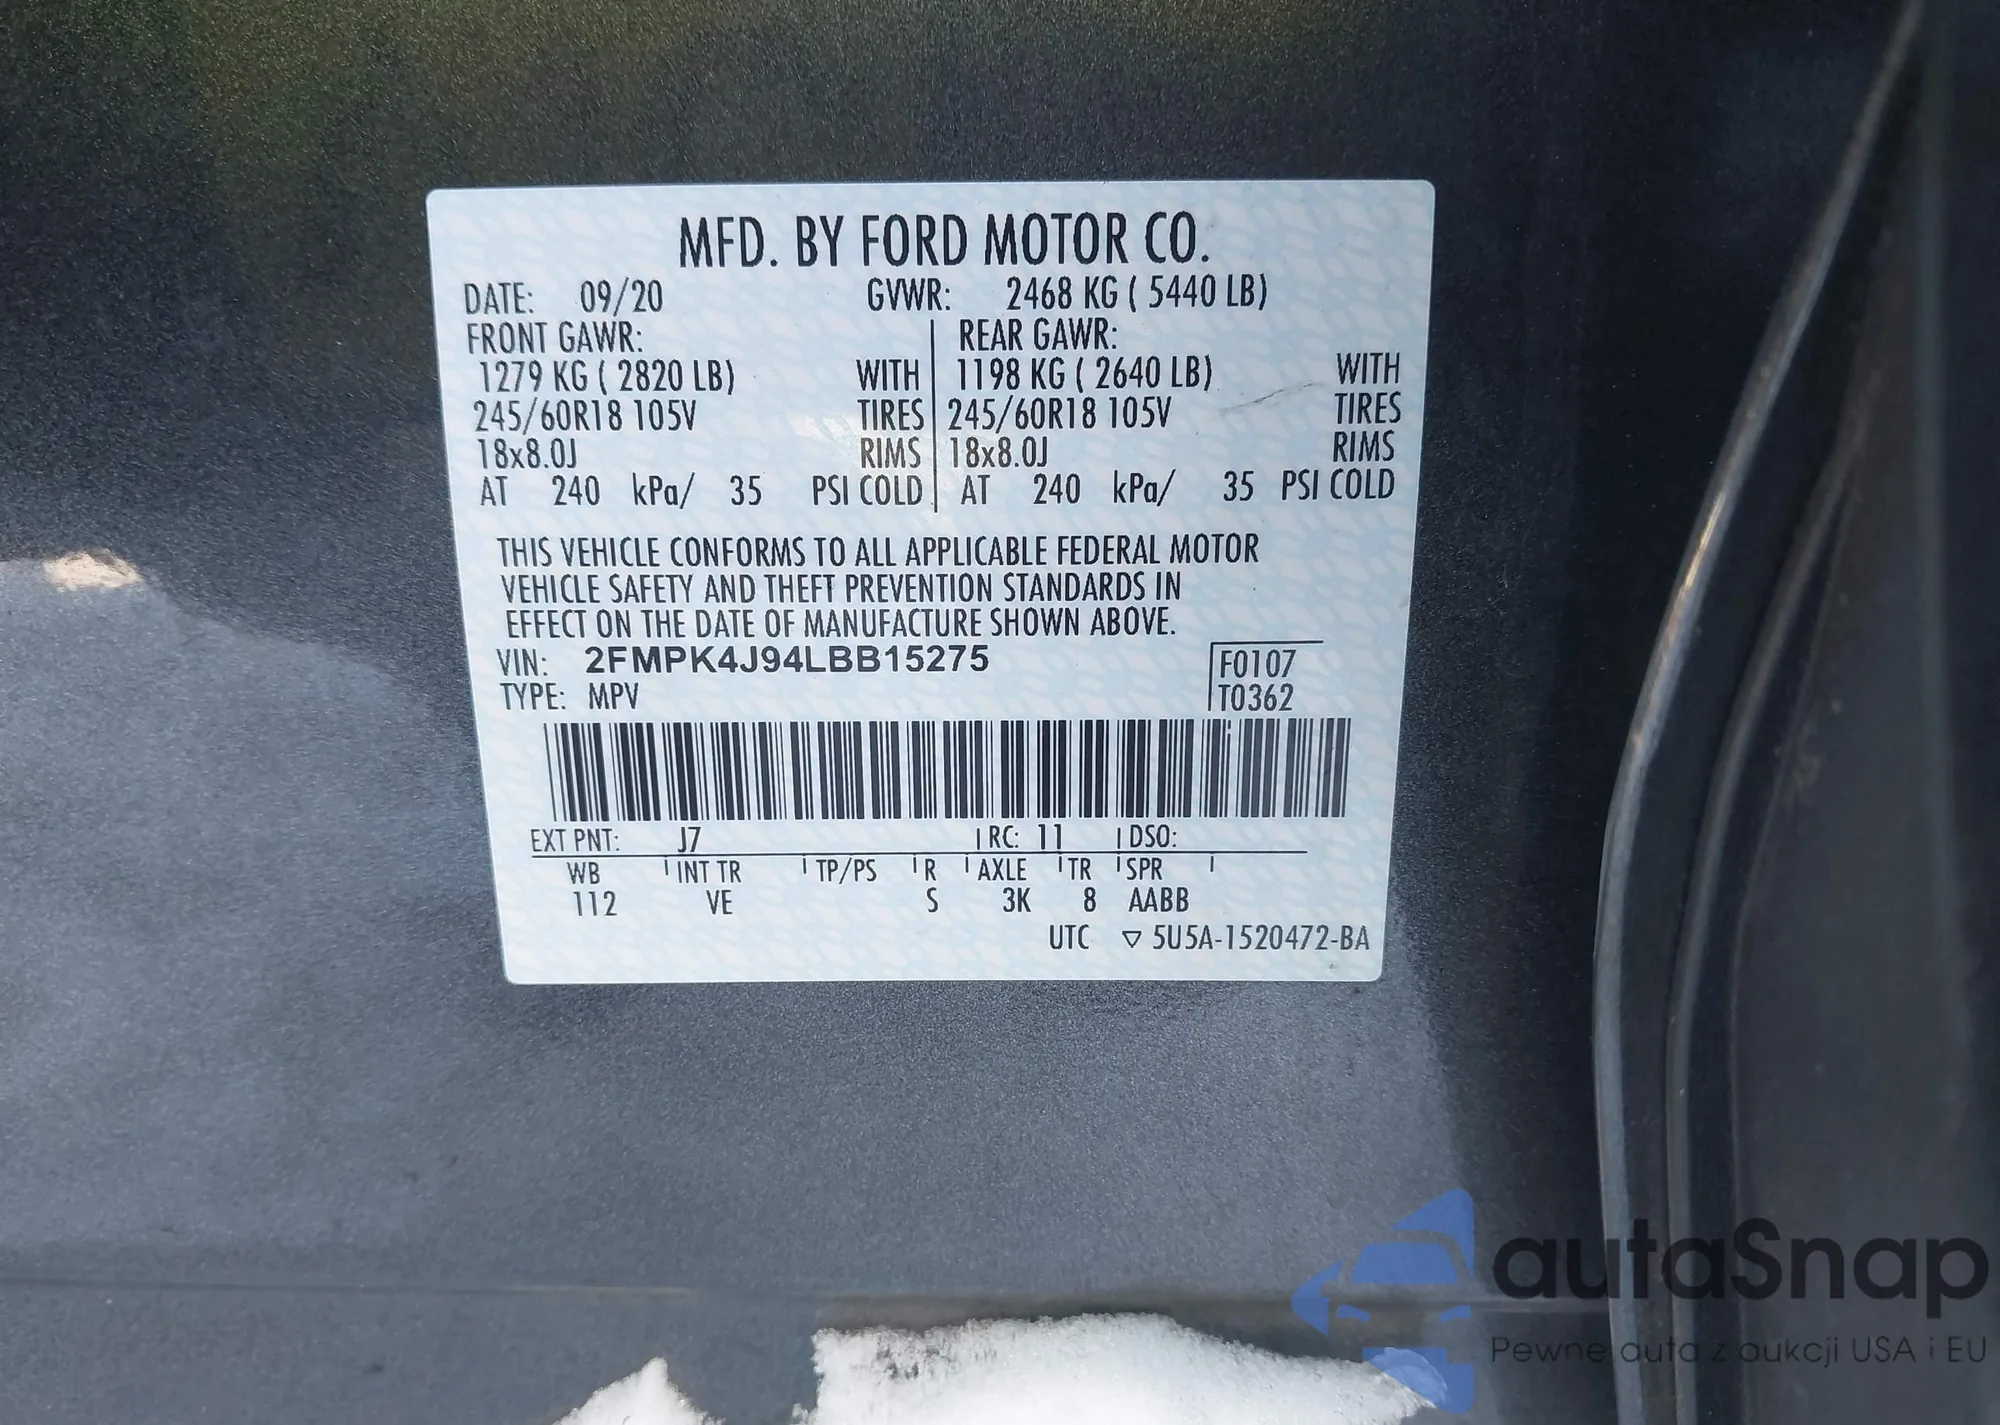 MFD. BY FORD MOTOR CO.
DATE: 09/20 GVWR: 2468 KG ( 5440 LB)
FRONT GAWR: REAR GAWR:
1279 KG ( 2820 LB) WITH 1198 KG ( 2640 LB) WITH
245/60R18 105V TIRES 245/60R18 105V TIRES
18x8.0J RIMS 18x8.0J RIMS
AT 240 kPa/ 35 PSI COLD AT 240 kPa/ 35 PSI COLD
THIS VEHICLE CONFORMS TO ALL APPLICABLE FEDERAL MOTOR
VEHICLE SAFETY AND THEFT PREVENTION STANDARDS IN
EFFECT ON THE DATE OF MANUFACTURE SHOWN ABOVE.
VIN: 2FMPK4J94LBB15275 F0107
TYPE: MPV T0362
EXT PNT: J7 RC: 11 DSO:
WB INT TR TP/PS R AXLE TR SPR
112 VE S 3K 8 AABB
UTC ▽ 5U5A-1520472-BA
autaSnap
Pewne auta z aukcji USA i EU